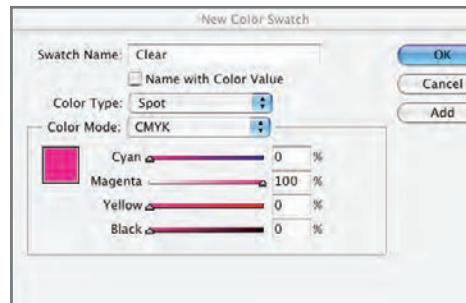 New Color Swatch
Swatch Name: Clear
OK
Name with Color Value
Cancel
Color Type: Spot
Add
Color Mode: CMYK
Cyan 0 %
Magenta 100 %
Yellow 0 %
Black 0 %